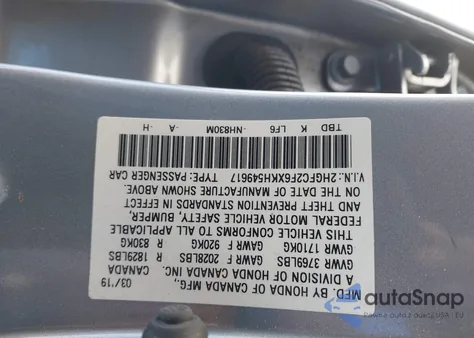 MFD. BY HONDA OF CANADA MFG.,
A DIVISION OF HONDA CANADA INC.
03/19 CANADA
GVWR 3769LBS GAWR F 2028LBS R 1829LBS
GVWR 1710KG GAWR F 920KG R 830KG
THIS VEHICLE CONFORMS TO ALL APPLICABLE
FEDERAL MOTOR VEHICLE SAFETY, BUMPER,
AND THEFT PREVENTION STANDARDS IN EFFECT
ON THE DATE OF MANUFACTURE SHOWN ABOVE.
V.I.N.: 2HGFC2F6XKH549617 TYPE: PASSENGER CAR
TBD K LF6 -NH830M -A -H
autoAsnap